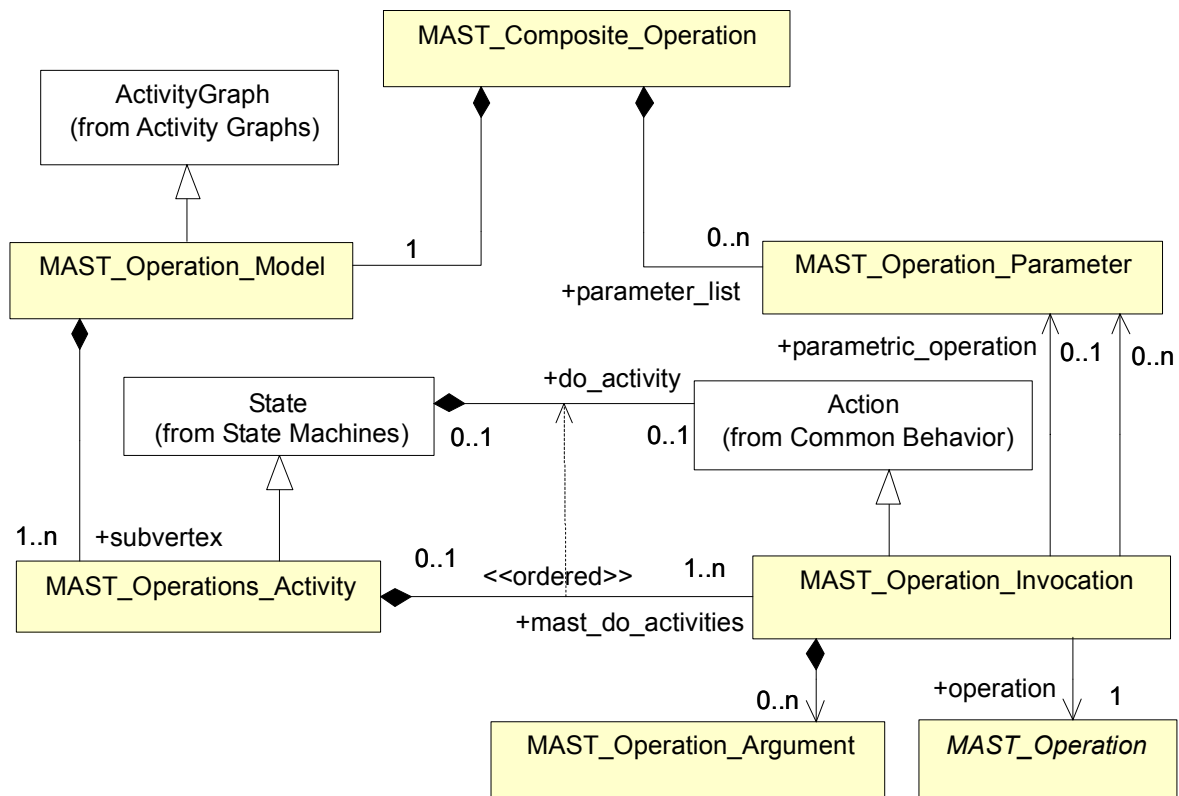 MAST_Composite_Operation
ActivityGraph
(from Activity Graphs)
1
0..n
MAST_Operation_Model
MAST_Operation_Parameter
+parameter_list
+parametric_operation
0..1
0..n
State
(from State Machines)
+do_activity
0..1
0..1
Action
(from Common Behavior)
1..n
+subvertex
0..1
<<ordered>>
1..n
MAST_Operations_Activity
MAST_Operation_Invocation
+mast_do_activities
+operation
1
0..n
MAST_Operation_Argument
MAST_Operation